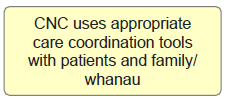 CNC uses appropriate
care coordination tools
with patients and family/
whanau